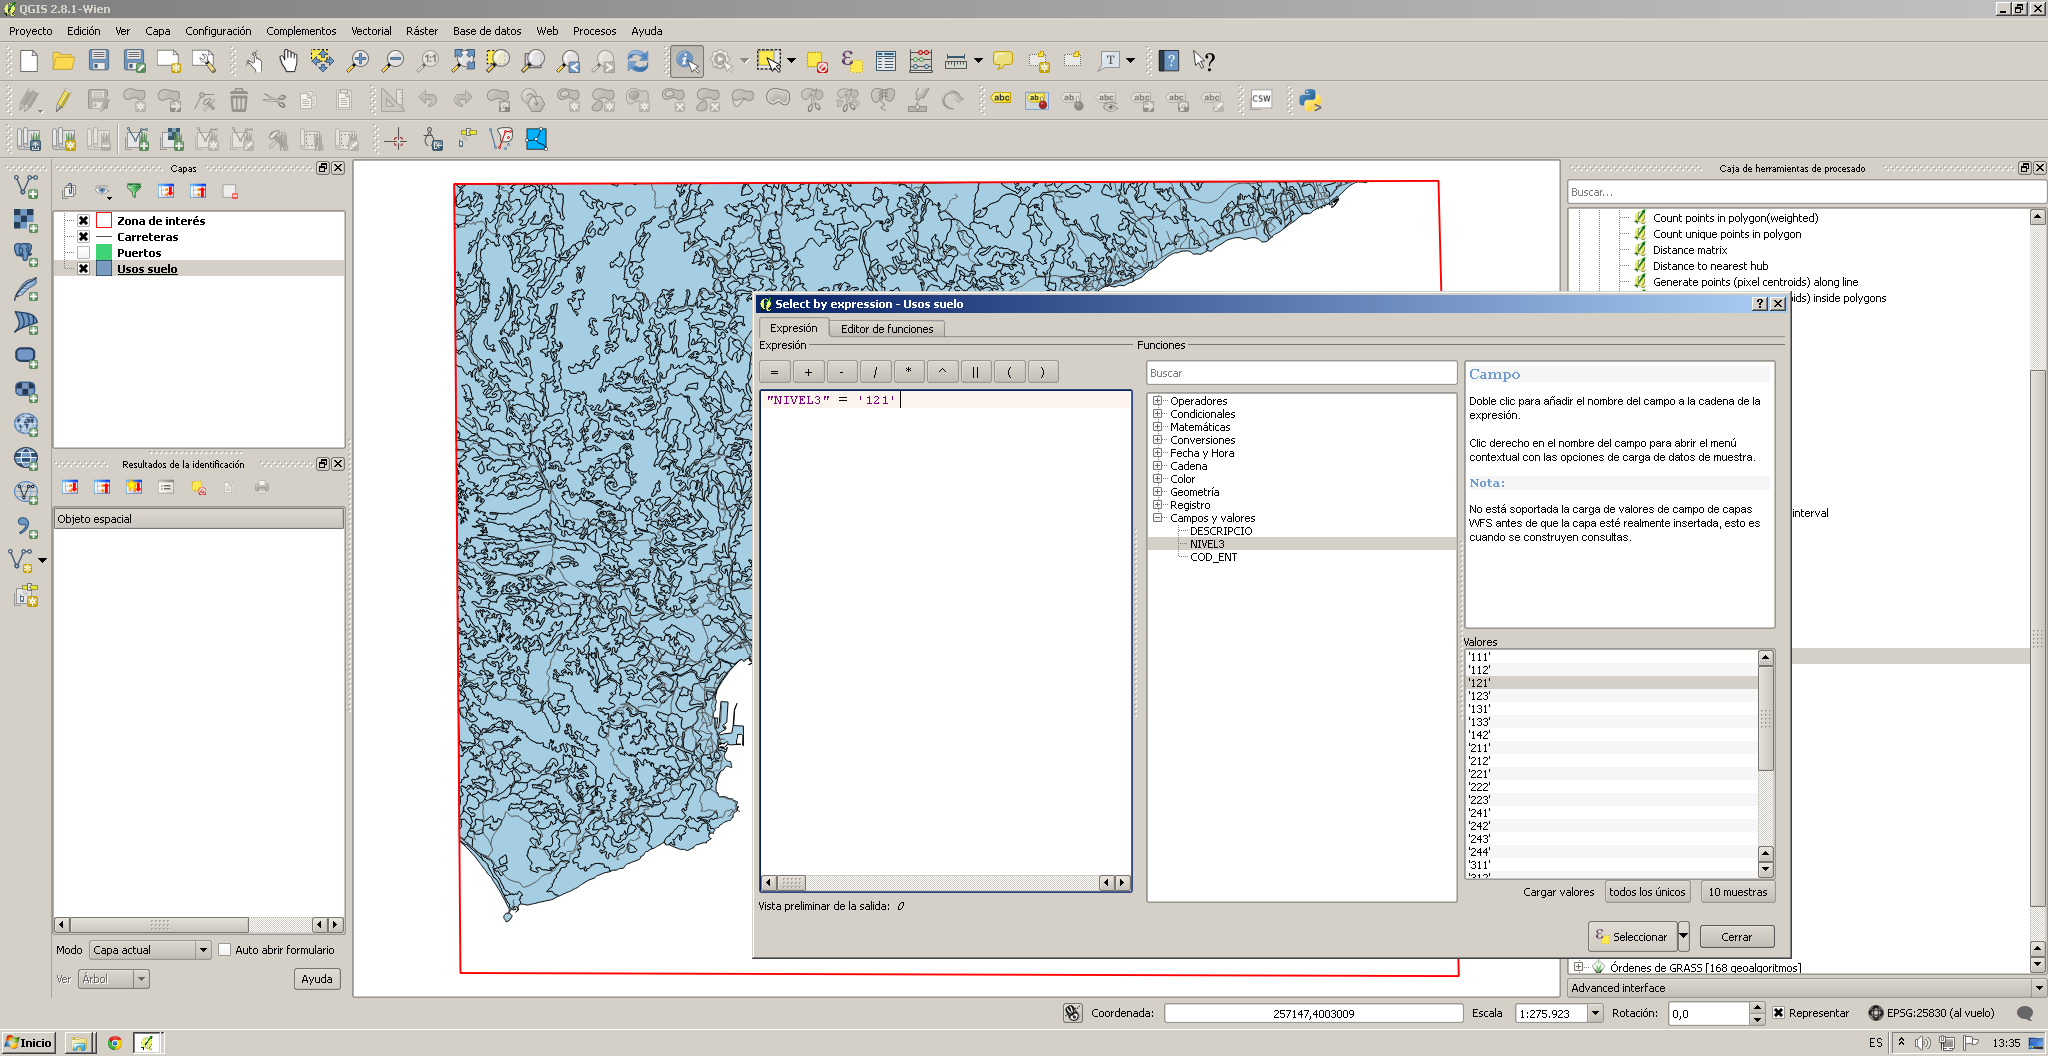 QGIS 2.8.1-Wien
Proyecto Edición Ver Capa Configuración Complementos Vectorial Ráster Base de datos Web Procesos Ayuda
1:1
T
?
abc abc abc abc abc abc abc CSW
Capas
Zona de interés
Carreteras
Puertos
Usos suelo
Resultados de la identificación
Objeto espacial
Modo Capa actual Auto abrir formulario
Ver Árbol Ayuda
Select by expression - Usos suelo
Expresión Editor de funciones
Expresión
= + - / * ^ || ( )
"NIVEL3" = '121'
Vista preliminar de la salida: 0
Funciones
Buscar
Operadores
Condicionales
Matemáticas
Conversiones
Fecha y Hora
Cadena
Color
Geometría
Registro
Campos y valores
DESCRIPCIO
NIVEL3
COD_ENT
Campo
Doble clic para añadir el nombre del campo a la cadena de la
expresión.
Clic derecho en el nombre del campo para abrir el menú
contextual con las opciones de carga de datos de muestra.
Nota:
No está soportada la carga de valores de campo de capas
WFS antes de que la capa esté realmente insertada, esto es
cuando se construyen consultas.
Valores
'111'
'112'
'121'
'123'
'131'
'133'
'142'
'211'
'212'
'221'
'222'
'223'
'241'
'242'
'243'
'244'
'311'
'312'
Cargar valores todos los únicos 10 muestras
Seleccionar Cerrar
Caja de herramientas de procesado
Buscar...
Count points in polygon(weighted)
Count unique points in polygon
Distance matrix
Distance to nearest hub
Generate points (pixel centroids) along line
ids) inside polygons
interval
Órdenes de GRASS [168 geoalgoritmos]
Advanced interface
Coordenada: 257147,4003009 Escala 1:275.923 Rotación: 0,0 Representar EPSG:25830 (al vuelo)
Inicio ES 13:35